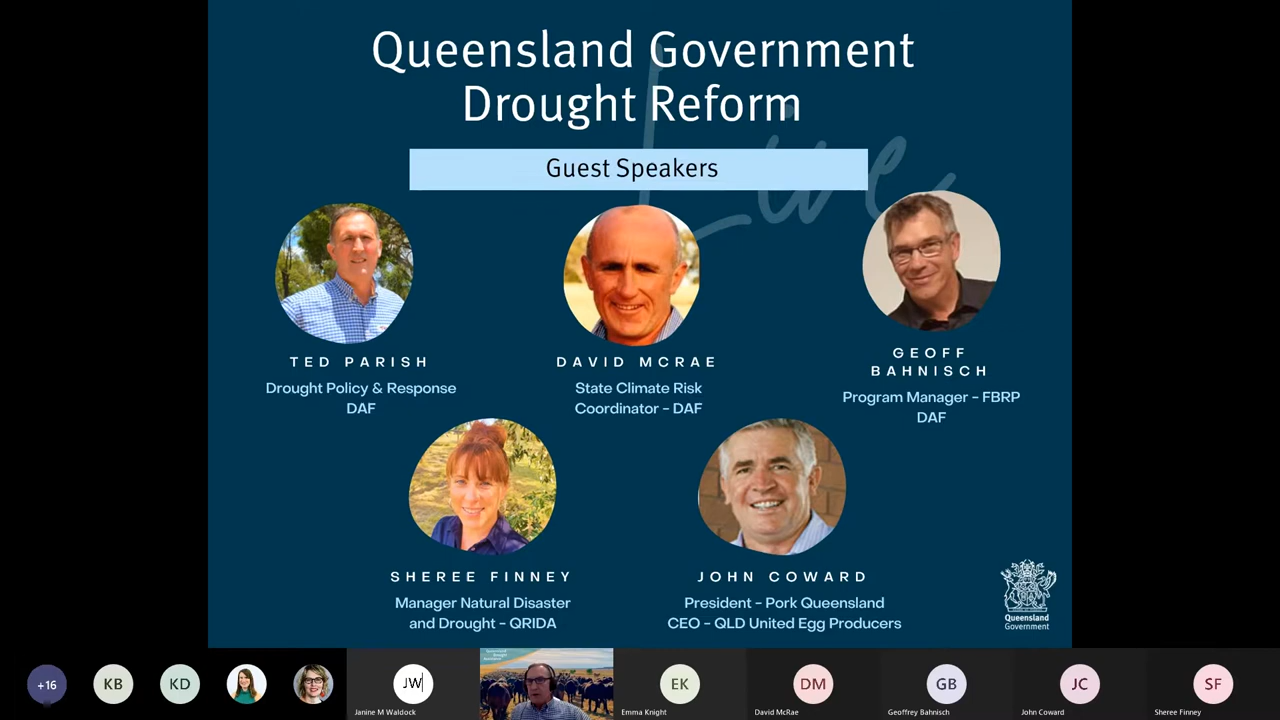 Queensland Government
Drought Reform
Live
Guest Speakers
TED PARISH
Drought Policy & Response
DAF
DAVID MCRAE
State Climate Risk
Coordinator - DAF
GEOFF
BAHNISCH
Program Manager - FBRP
DAF
SHEREE FINNEY
Manager Natural Disaster
and Drought - QRIDA
JOHN COWARD
President - Pork Queensland
CEO - QLD United Egg Producers
Queensland
Government
+16
KB
KD
JW
Janine M Waldock
EK
Emma Knight
DM
David McRae
GB
Geoffrey Bahnisch
JC
John Coward
SF
Sheree Finney